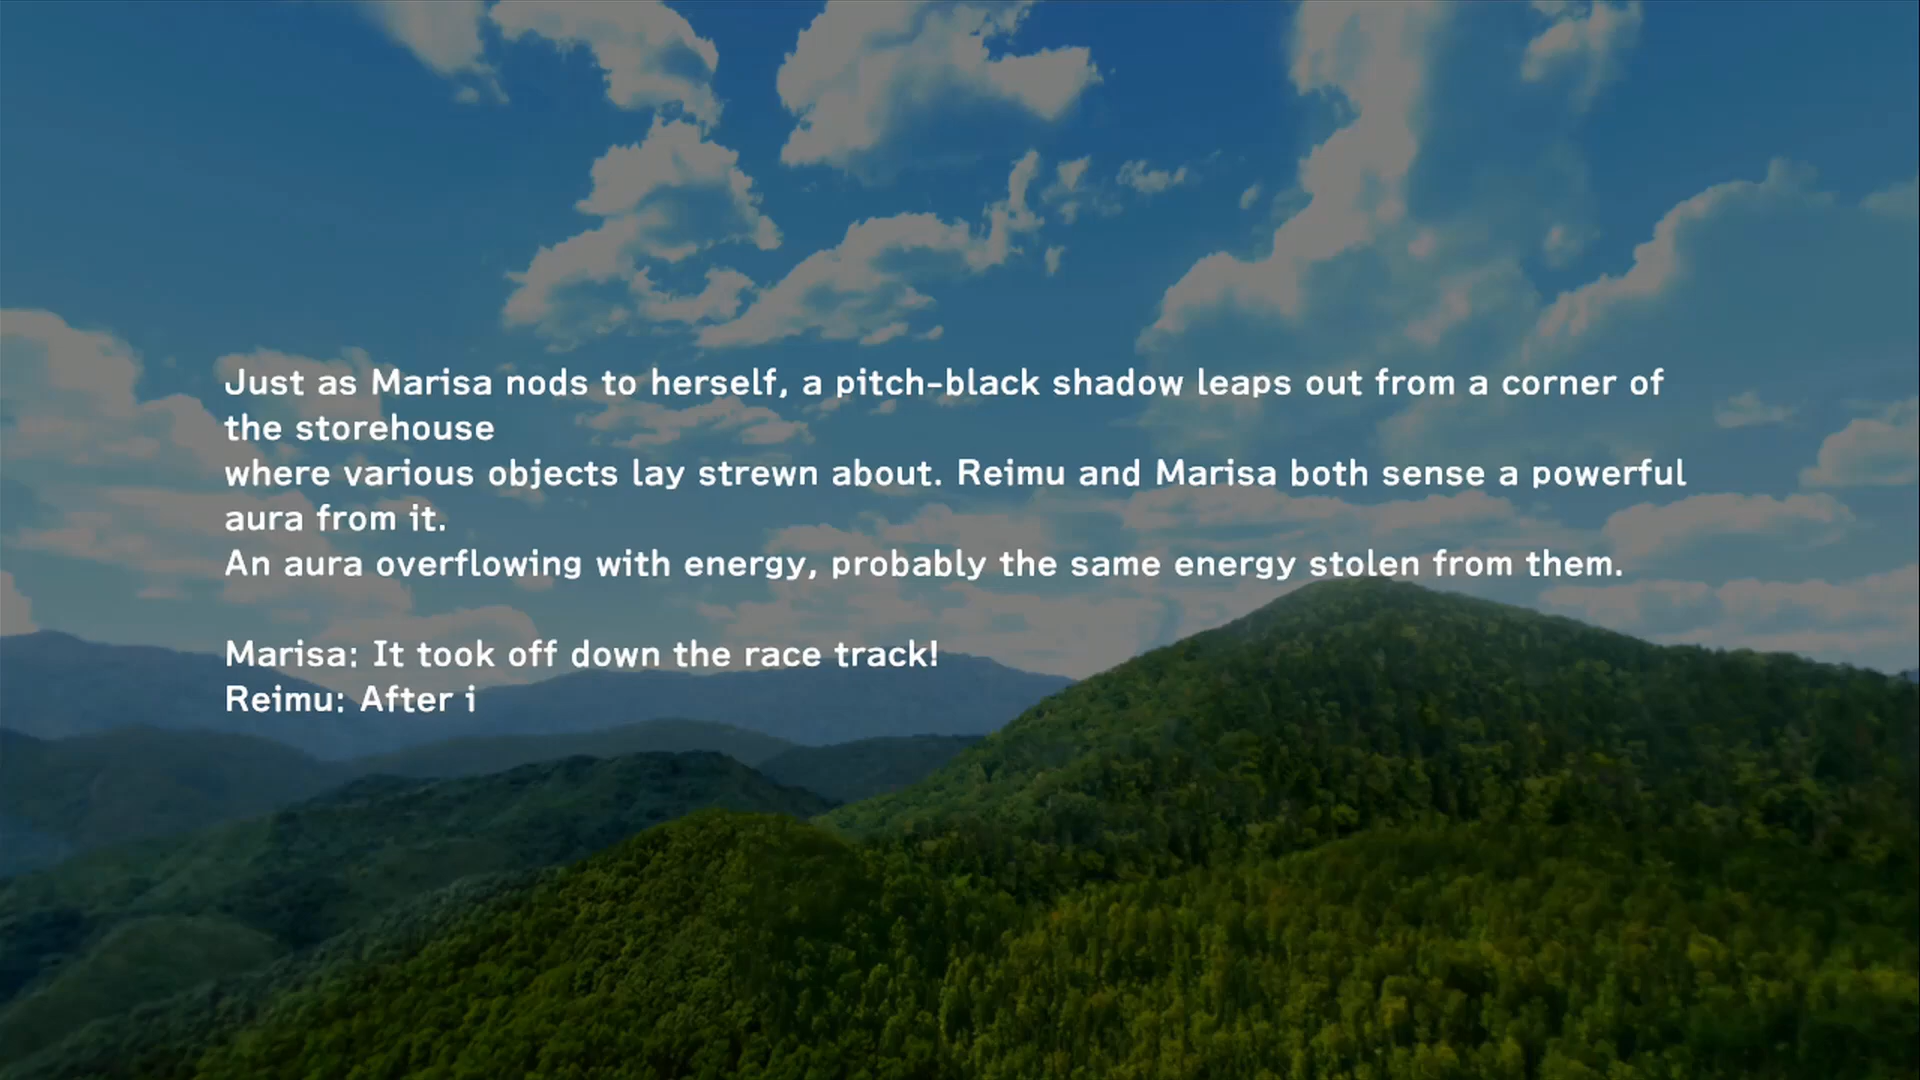 Just as Marisa nods to herself, a pitch-black shadow leaps out from a corner of
the storehouse
where various objects lay strewn about. Reimu and Marisa both sense a powerful
aura from it.
An aura overflowing with energy, probably the same energy stolen from them.
Marisa: It took off down the race track!
Reimu: After i